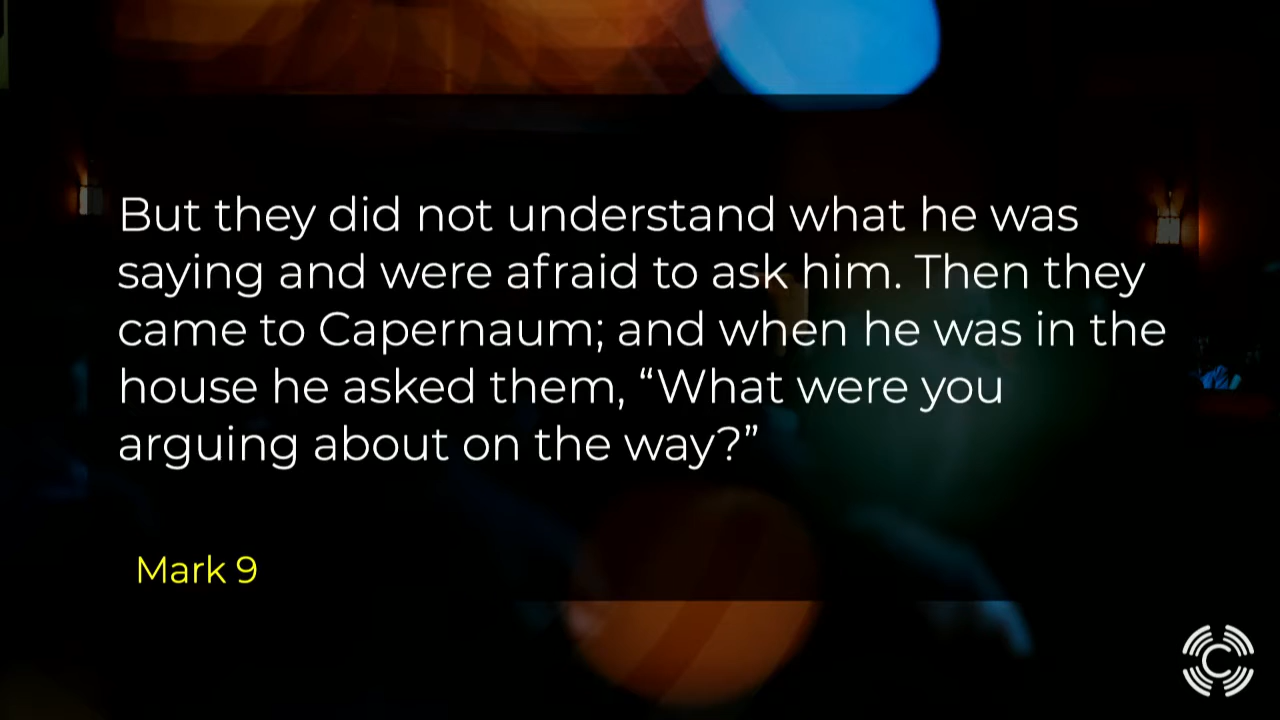 But they did not understand what he was
saying and were afraid to ask him. Then they
came to Capernaum; and when he was in the
house he asked them, “What were you
arguing about on the way?”
Mark 9
C